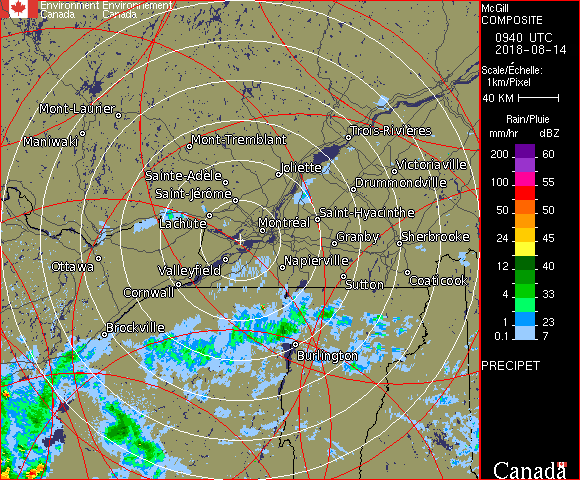 Environment Environnement
Canada Canada
McGill
COMPOSITE
0940 UTC
2018-08-14
Scale/Échelle:
1km/Pixel
40 KM
Rain/Pluie
mm/hr dBZ
200 60
100 55
50 50
24 45
12 40
4 33
1 23
0.1 7
PRECIPET
Canada
Mont-Laurier
Maniwaki
Mont-Tremblant
Trois-Rivières
Joliette
Victoriaville
Sainte-Adèle
Drummondville
Saint-Jérôme
Saint-Hyacinthe
Lachute
Montréal
Granby
Sherbrooke
Ottawa
Valleyfield
Napierville
Cornwall
Sutton
Coaticook
Brockville
Burlington